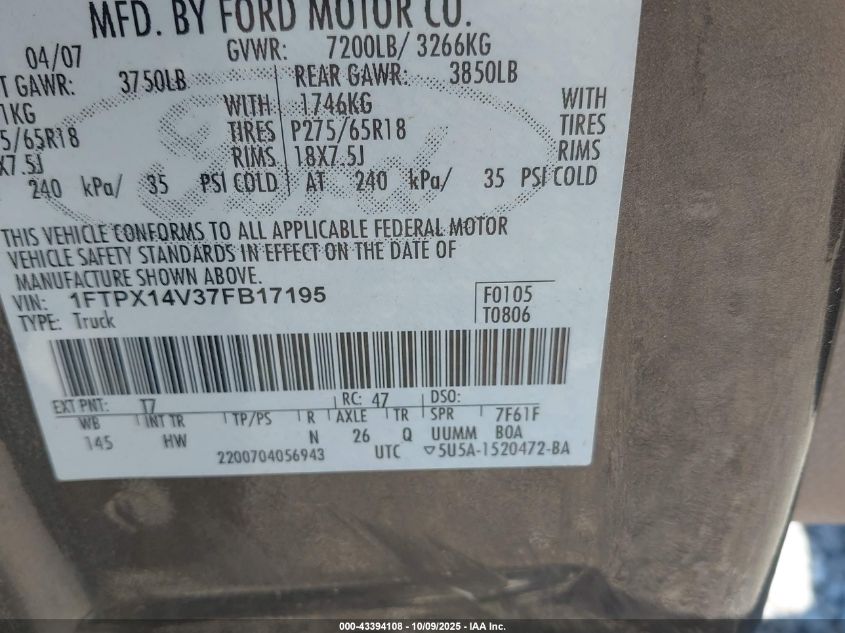 MFD. BY FORD MOTOR CO.
04/07 GVWR: 7200LB/ 3266KG
T GAWR: 3750LB REAR GAWR: 3850LB
1KG WITH 1746KG WITH
5/65R18 TIRES P275/65R18 TIRES
X7.5J RIMS 18X7.5J RIMS
240 kPa/ 35 PSI COLD AT 240 kPa/ 35 PSI COLD
THIS VEHICLE CONFORMS TO ALL APPLICABLE FEDERAL MOTOR
VEHICLE SAFETY STANDARDS IN EFFECT ON THE DATE OF
MANUFACTURE SHOWN ABOVE.
VIN: 1FTPX14V37FB17195 F0105
TYPE: Truck T0806
EXT PNT: T7 RC: 47 DSO:
WB INT TR TP/PS R AXLE TR SPR 7F61F
145 HW N 26 Q UUMM BOA
2200704056943 UTC ▽5U5A-1520472-BA
000-43394108 - 10/09/2025 - IAA Inc.